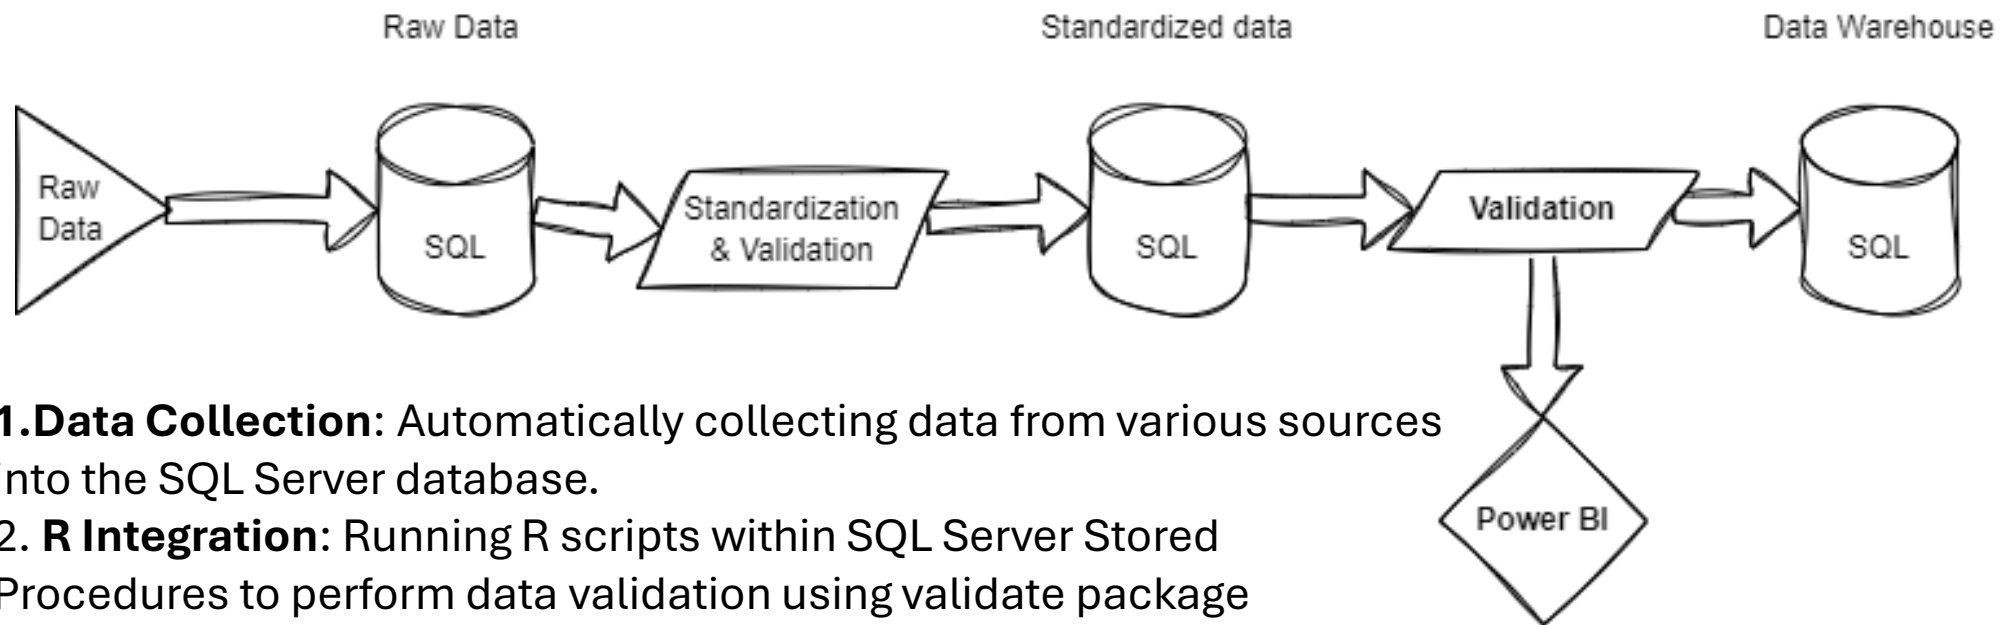 Raw Data
Standardized data
Data Warehouse
Raw
Data
SQL
Standardization
& Validation
SQL
Validation
SQL
Power BI
1.Data Collection: Automatically collecting data from various sources
into the SQL Server database.
2. R Integration: Running R scripts within SQL Server Stored
Procedures to perform data validation using validate package